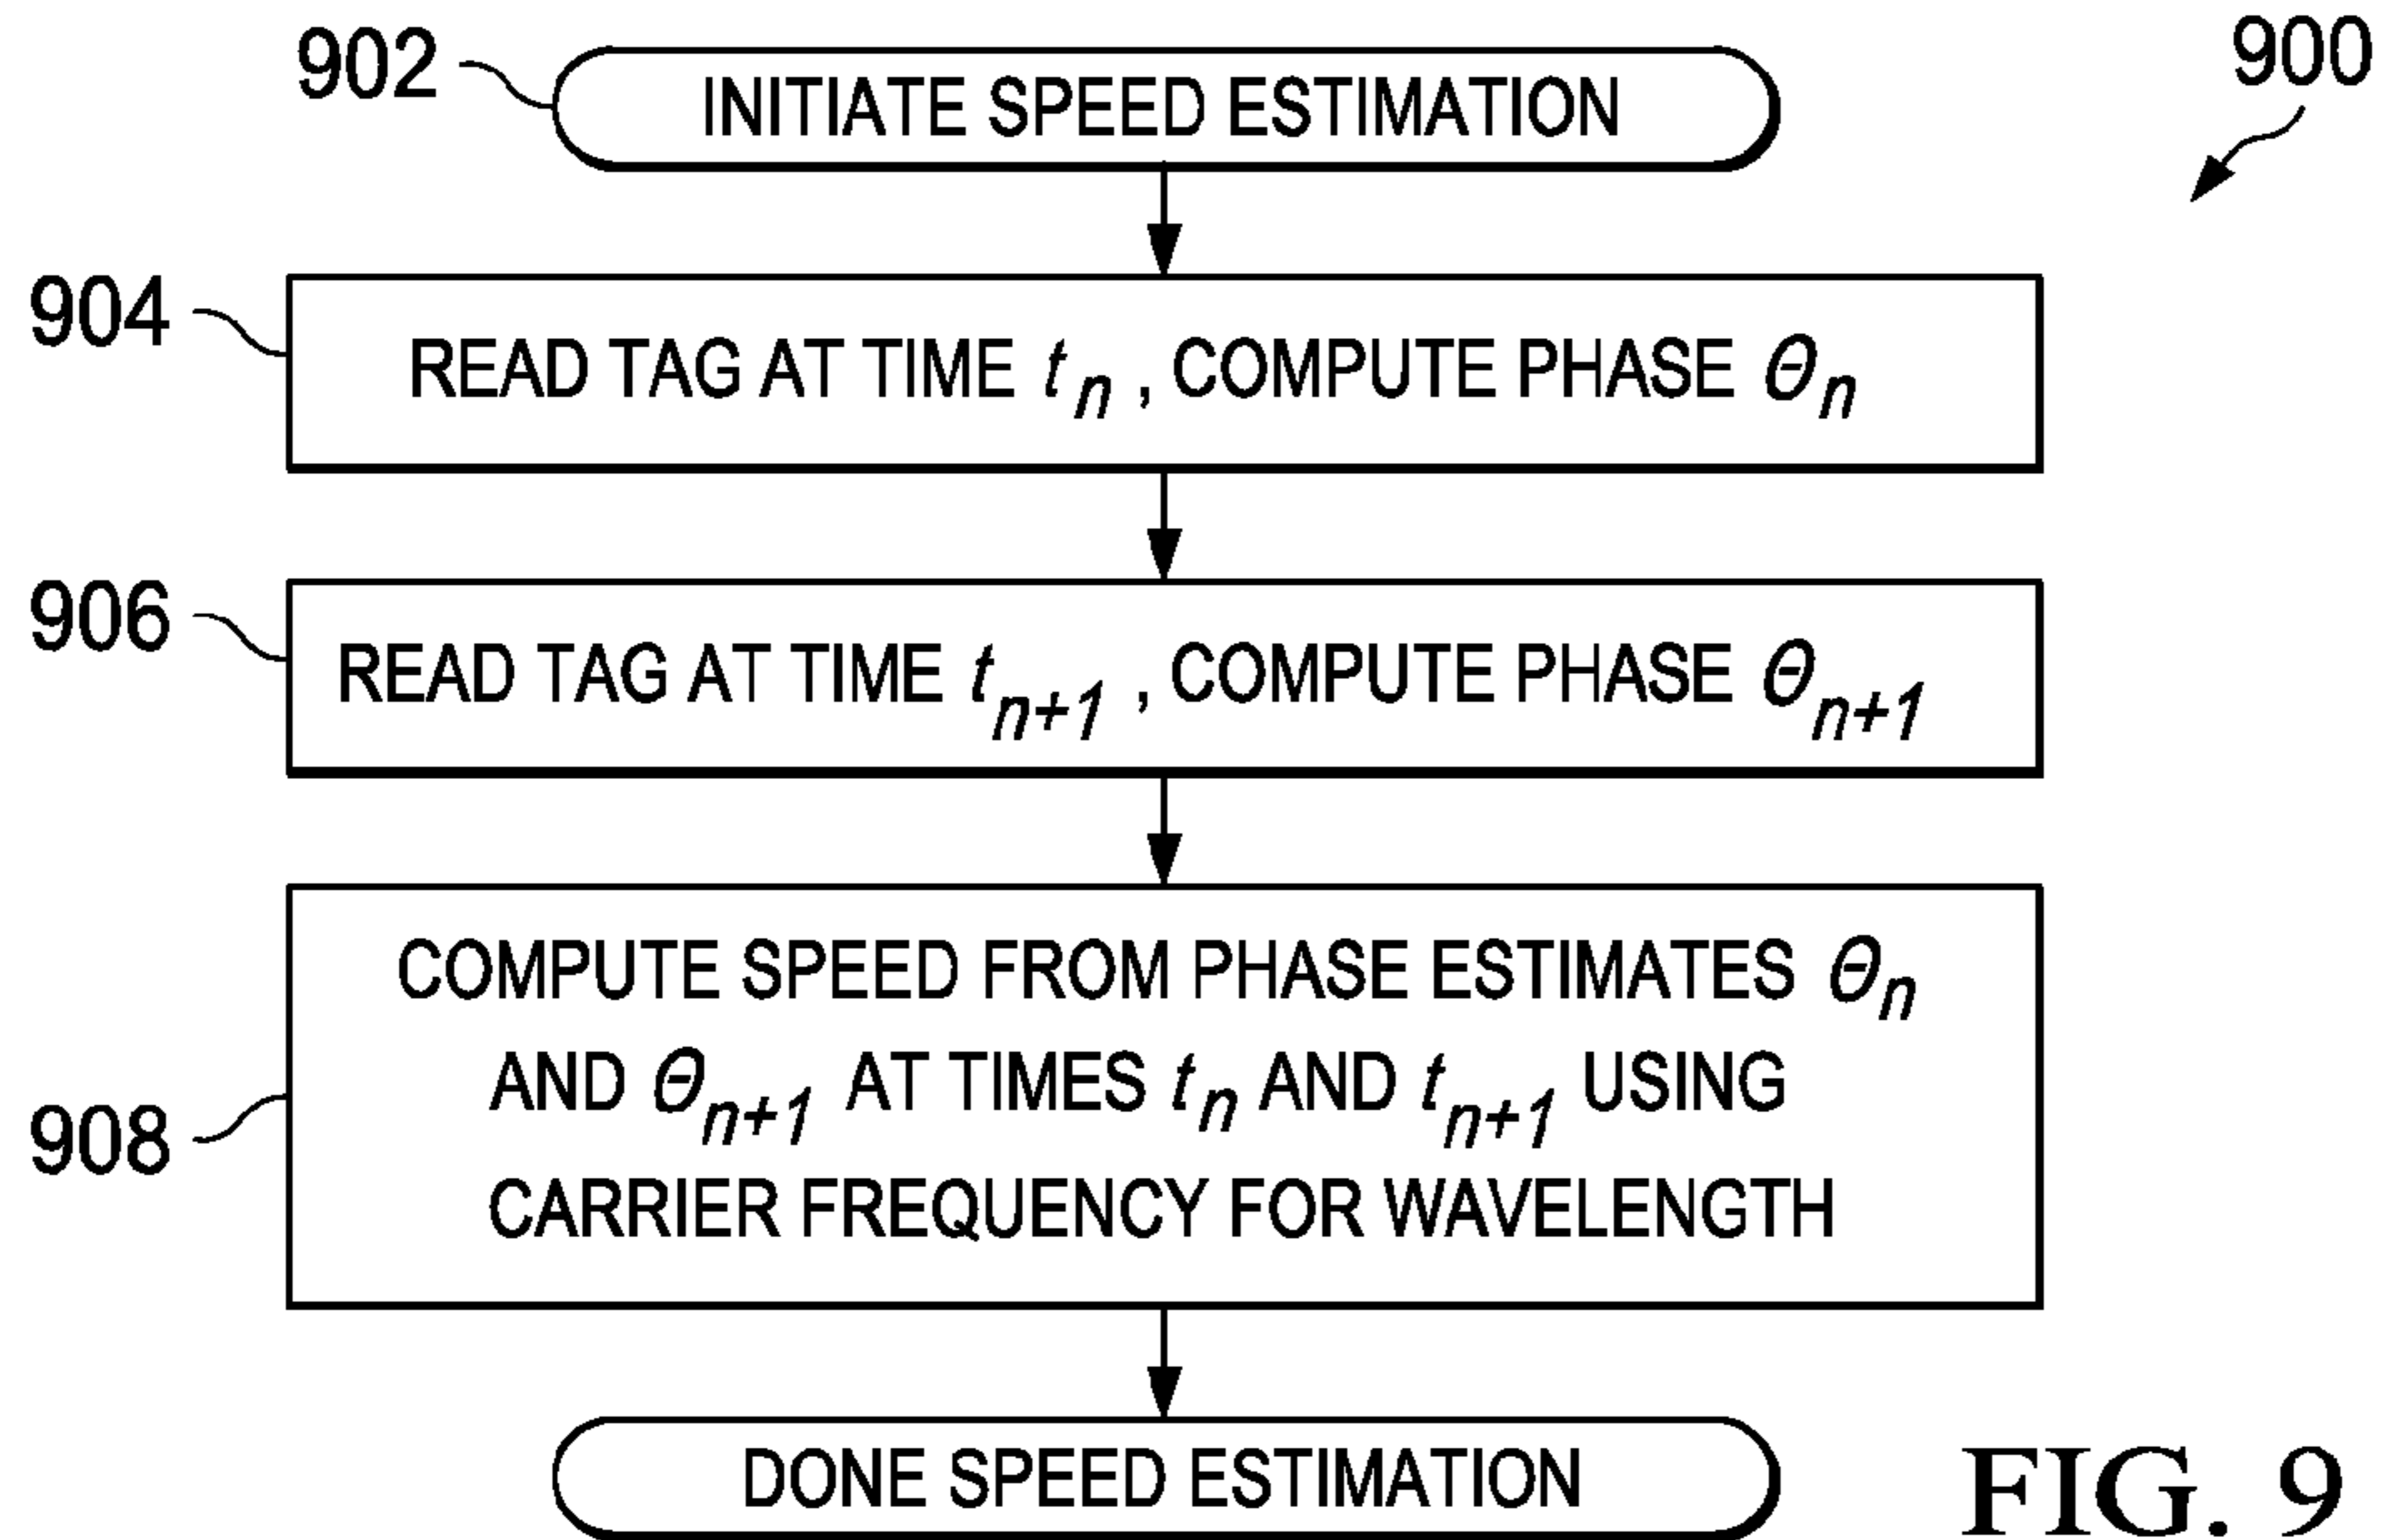 902
INITIATE SPEED ESTIMATION
900
904
READ TAG AT TIME tₙ, COMPUTE PHASE θₙ
906
READ TAG AT TIME tₙ₊₁, COMPUTE PHASE θₙ₊₁
908
COMPUTE SPEED FROM PHASE ESTIMATES θₙ
AND θₙ₊₁ AT TIMES tₙ AND tₙ₊₁ USING
CARRIER FREQUENCY FOR WAVELENGTH
DONE SPEED ESTIMATION
FIG. 9